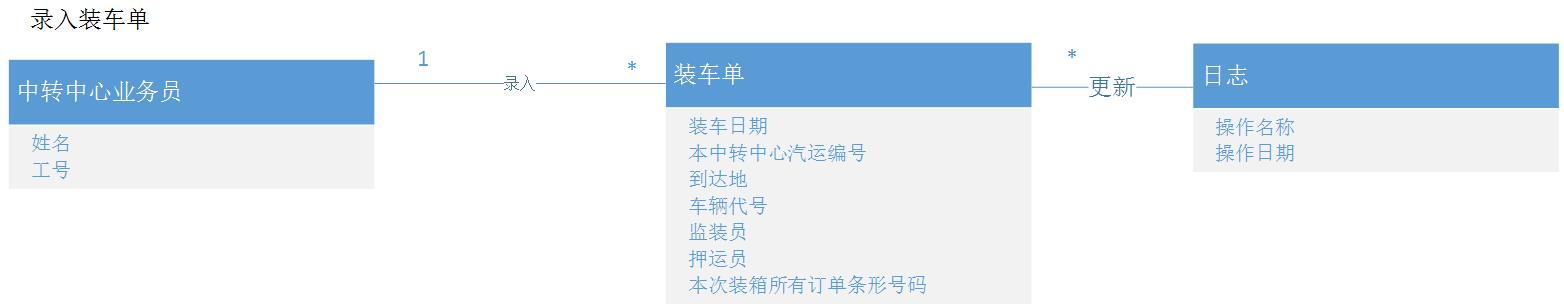 录入装车单
中转中心业务员
姓名
工号
1
录入
*
装车单
装车日期
本中转中心汽运编号
到达地
车辆代号
监装员
押运员
本次装箱所有订单条形号码
*
更新
日志
操作名称
操作日期